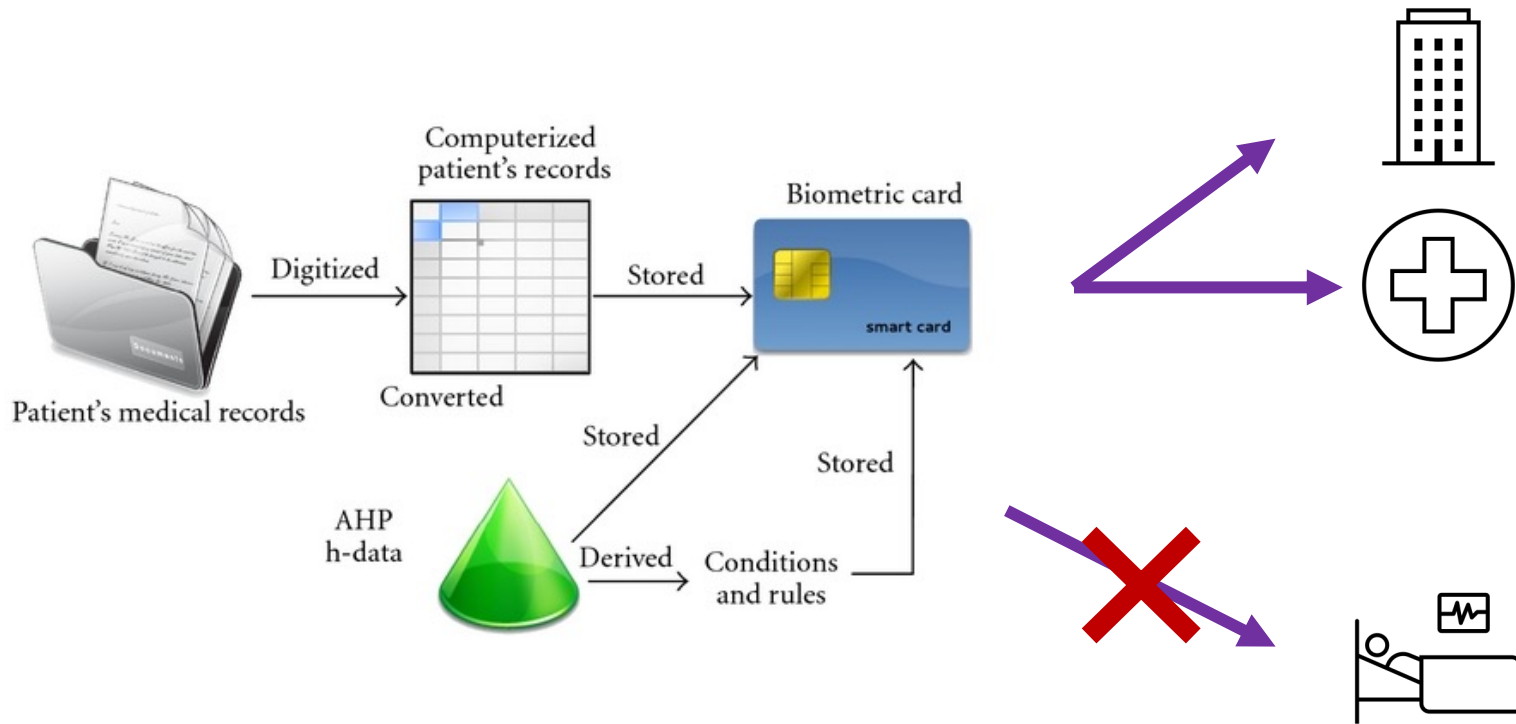 Computerized
patient's records
Biometric card
Digitized
Stored
smart card
Documents
Converted
Patient's medical records
Stored
Stored
AHP
h-data
Derived
Conditions
and rules